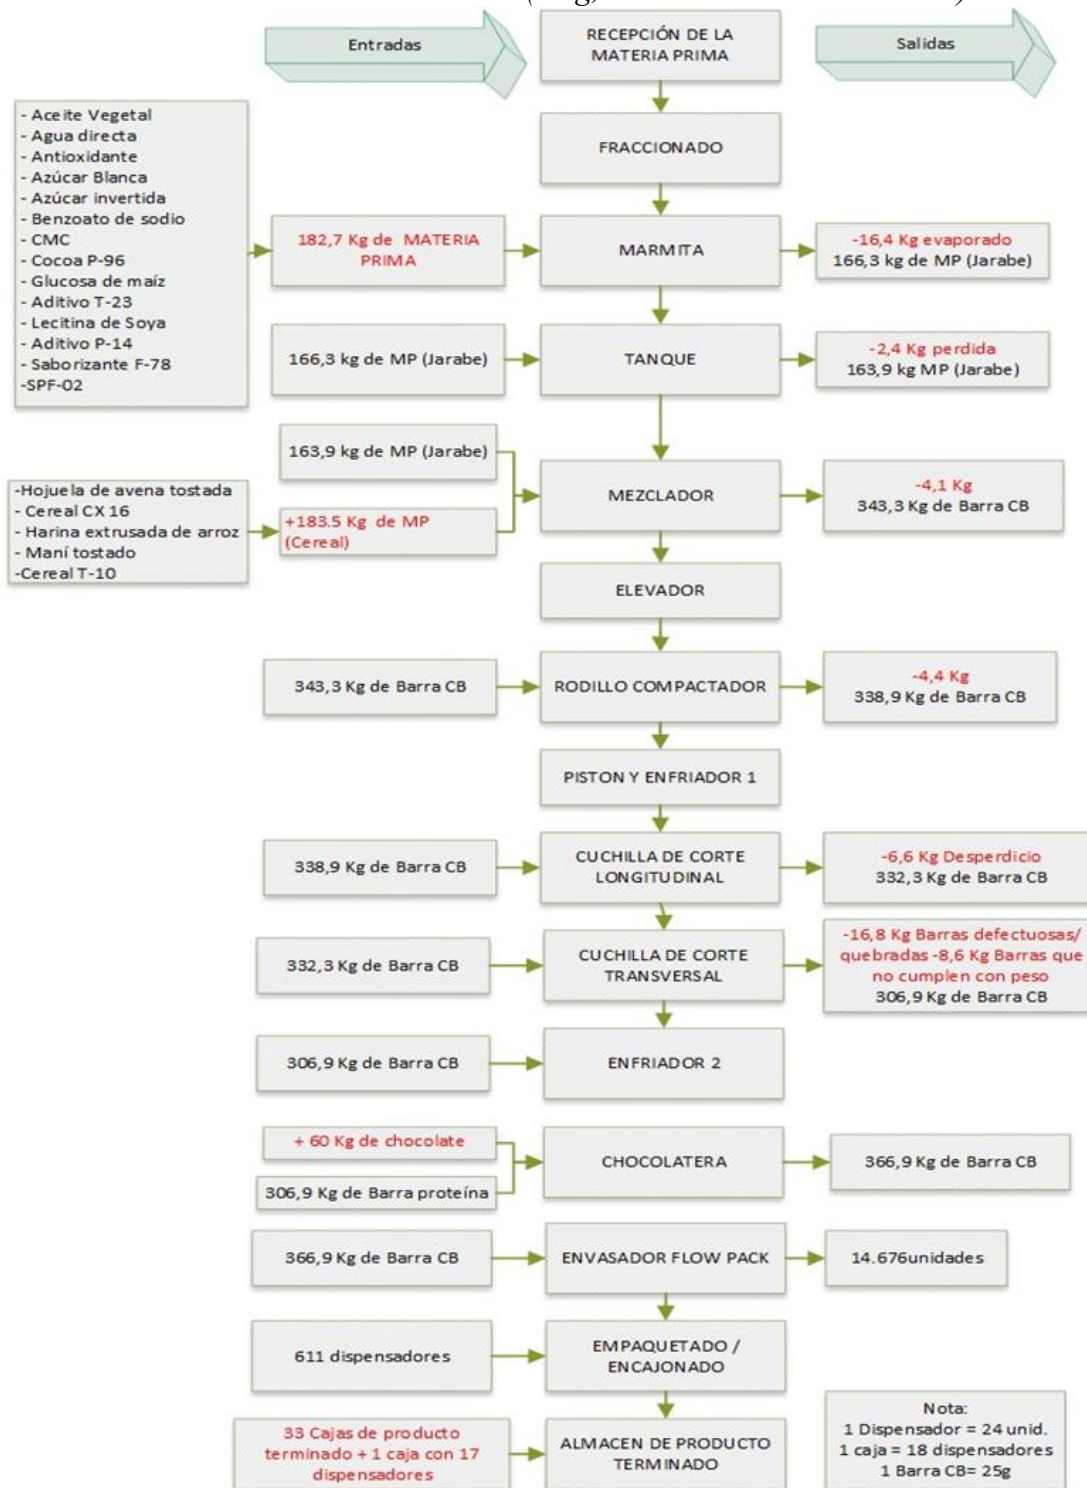 Entradas
RECEPCIÓN DE LA
MATERIA PRIMA
Salidas
FRACCIONADO
- Aceite Vegetal
- Agua directa
- Antioxidante
- Azúcar Blanca
- Azúcar invertida
- Benzoato de sodio
- CMC
- Cocoa P-96
- Glucosa de maíz
- Aditivo T-23
- Lecitina de Soya
- Aditivo P-14
- Saborizante F-78
-SPF-02
182,7 Kg de MATERIA
PRIMA
MARMITA
-16,4 Kg evaporado
166,3 kg de MP (Jarabe)
166,3 kg de MP (Jarabe)
TANQUE
-2,4 Kg perdida
163,9 kg MP (Jarabe)
163,9 kg de MP (Jarabe)
-Hojuela de avena tostada
- Cereal CX 16
- Harina extrusada de arroz
- Maní tostado
-Cereal T-10
+183.5 Kg de MP
(Cereal)
MEZCLADOR
-4,1 Kg
343,3 Kg de Barra CB
ELEVADOR
343,3 Kg de Barra CB
RODILLO COMPACTADOR
-4,4 Kg
338,9 Kg de Barra CB
PISTON Y ENFRIADOR 1
338,9 Kg de Barra CB
CUCHILLA DE CORTE
LONGITUDINAL
-6,6 Kg Desperdicio
332,3 Kg de Barra CB
332,3 Kg de Barra CB
CUCHILLA DE CORTE
TRANSVERSAL
-16,8 Kg Barras defectuosas/
quebradas -8,6 Kg Barras que
no cumplen con peso
306,9 Kg de Barra CB
306,9 Kg de Barra CB
ENFRIADOR 2
+ 60 Kg de chocolate
306,9 Kg de Barra proteína
CHOCOLATERA
366,9 Kg de Barra CB
366,9 Kg de Barra CB
ENVASADOR FLOW PACK
14.676unidades
611 dispensadores
EMPAQUETADO /
ENCAJONADO
33 Cajas de producto
terminado + 1 caja con 17
dispensadores
ALMACEN DE PRODUCTO
TERMINADO
Nota:
1 Dispensador = 24 unid.
1 caja = 18 dispensadores
1 Barra CB= 25g